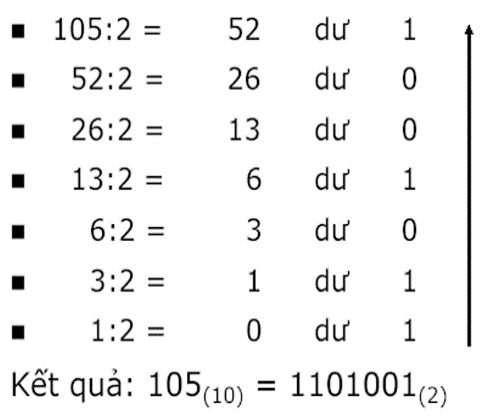 ▪ 105:2 = 52 dư 1
▪ 52:2 = 26 dư 0
▪ 26:2 = 13 dư 0
▪ 13:2 = 6 dư 1
▪ 6:2 = 3 dư 0
▪ 3:2 = 1 dư 1
▪ 1:2 = 0 dư 1
Kết quả: 105(10) = 1101001(2)